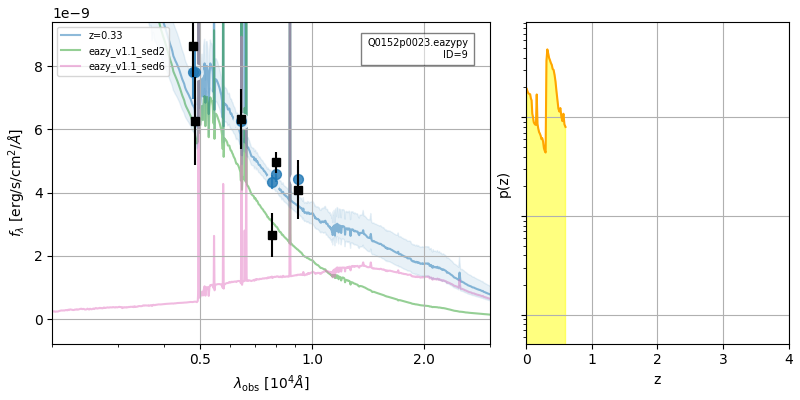 1e−9
z=0.33
eazy_v1.1_sed2
eazy_v1.1_sed6
Q0152p0023.eazypy
ID=9
8
6
4
2
0
f_λ [erg/s/cm²/Å]
0.5
1.0
2.0
λ_obs [10⁴Å]
p(z)
0
1
2
3
4
z